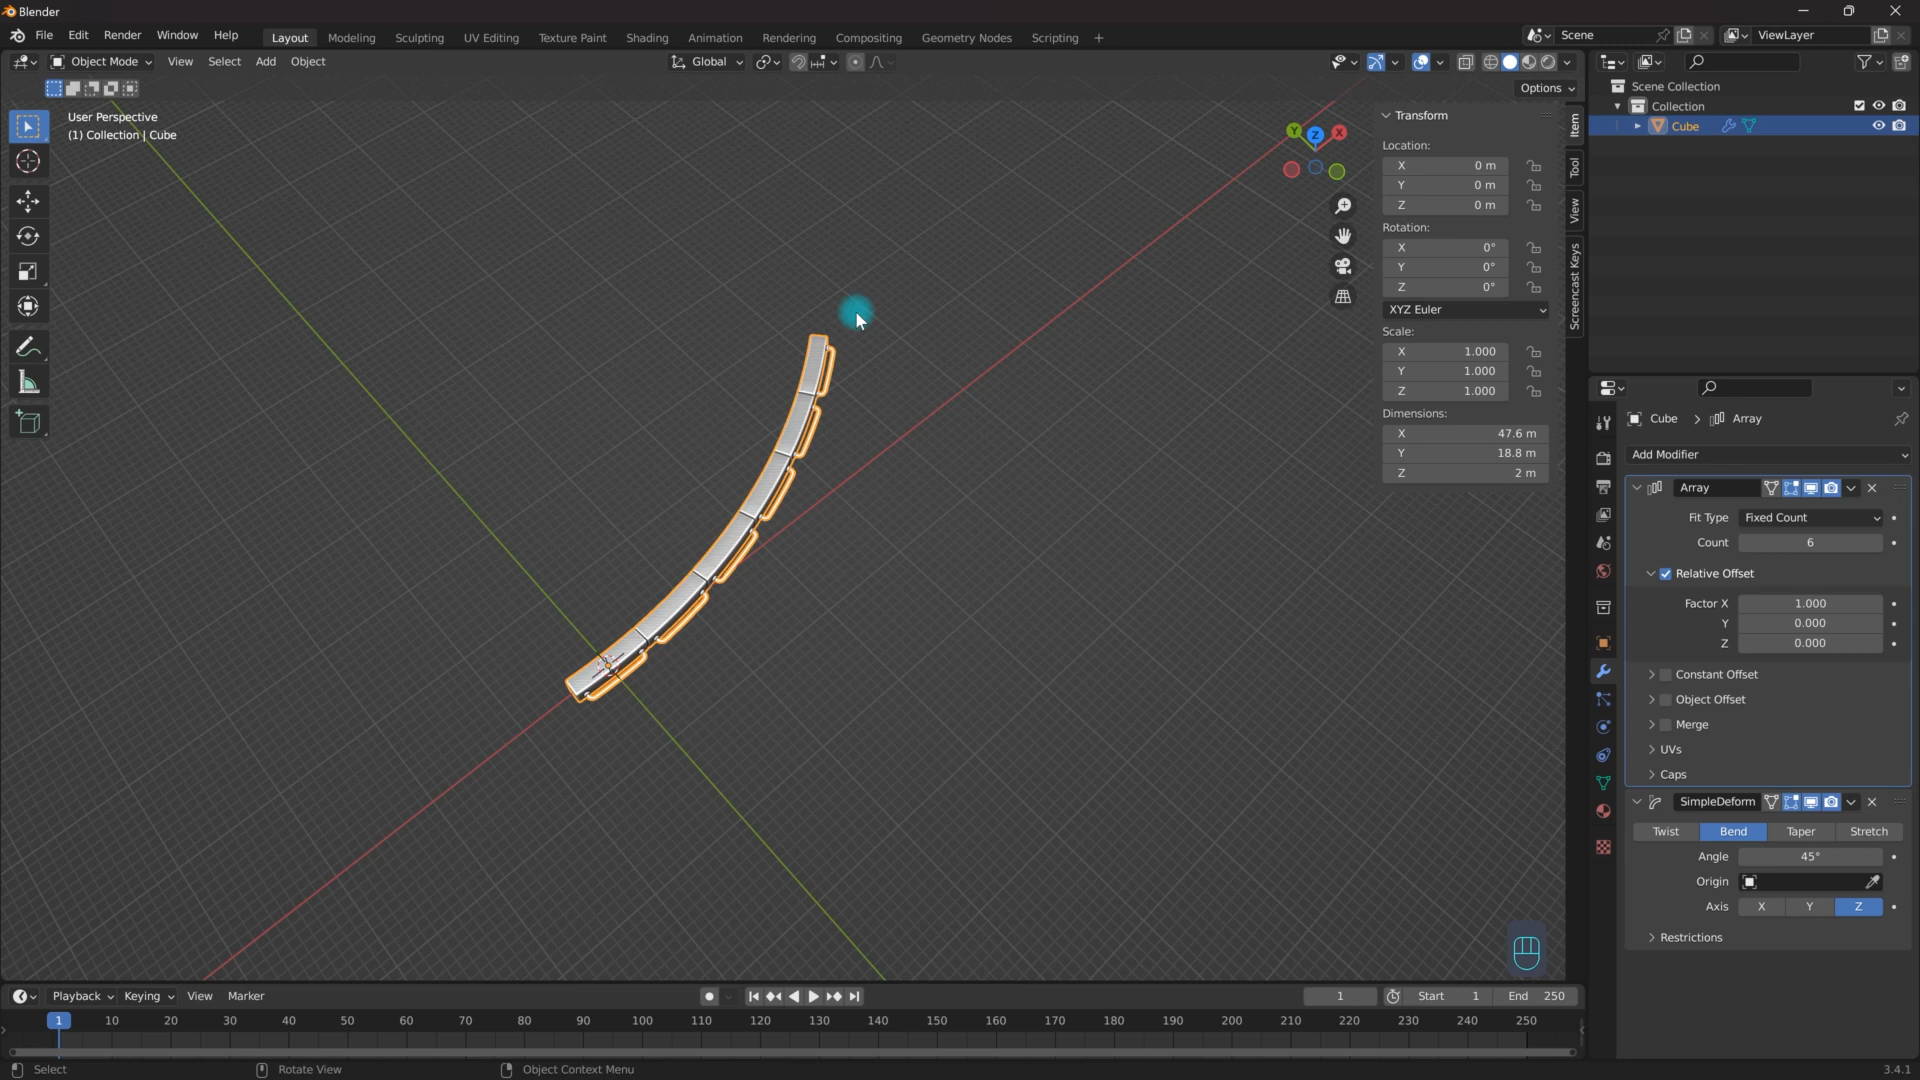 Blender
File Edit Render Window Help
Layout Modeling Sculpting UV Editing Texture Paint Shading Animation Rendering Compositing Geometry Nodes Scripting +
Scene
ViewLayer
Object Mode View Select Add Object
Global
Options
User Perspective
(1) Collection | Cube
Y Z X
Transform
Location:
X 0 m
Y 0 m
Z 0 m
Rotation:
X 0°
Y 0°
Z 0°
XYZ Euler
Scale:
X 1.000
Y 1.000
Z 1.000
Dimensions:
X 47.6 m
Y 18.8 m
Z 2 m
Item
Tool
View
Screencast Keys
Scene Collection
Collection
Cube
Cube > Array
Add Modifier
Array
Fit Type Fixed Count
Count 6
Relative Offset
Factor X 1.000
Y 0.000
Z 0.000
Constant Offset
Object Offset
Merge
UVs
Caps
SimpleDeform
Twist Bend Taper Stretch
Angle 45°
Origin
Axis X Y Z
Restrictions
Playback Keying View Marker
1
Start 1 End 250
1 10 20 30 40 50 60 70 80 90 100 110 120 130 140 150 160 170 180 190 200 210 220 230 240 250
Select Rotate View Object Context Menu
3.4.1